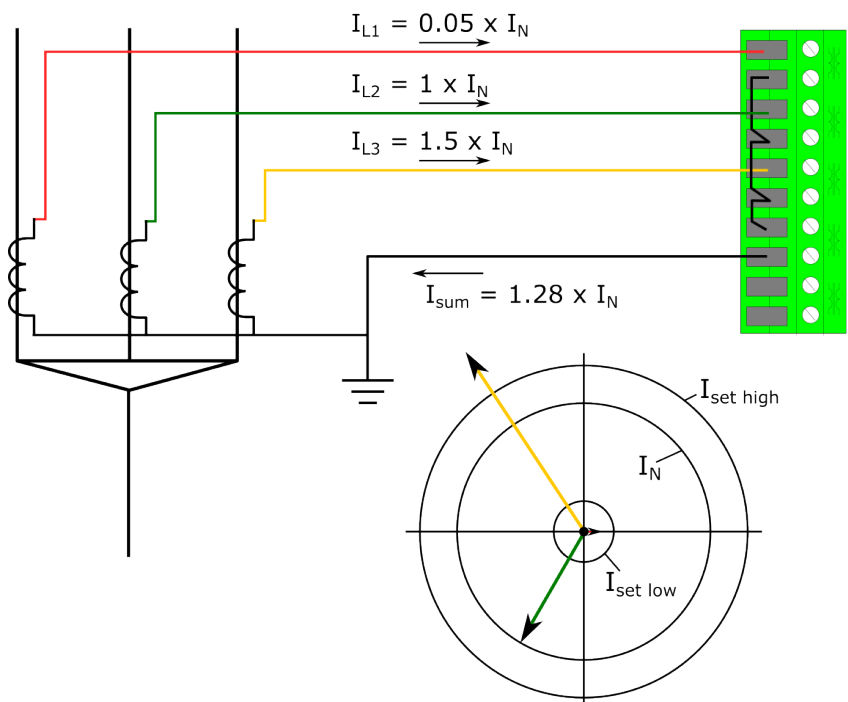 I_L1 = 0.05 x I_N
I_L2 = 1 x I_N
I_L3 = 1.5 x I_N
I_sum = 1.28 x I_N
I_set high
I_N
I_set low